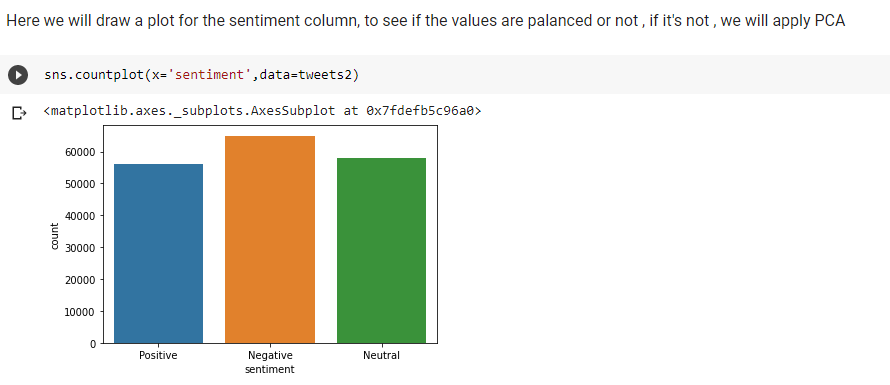 Here we will draw a plot for the sentiment column, to see if the values are palanced or not , if it's not , we will apply PCA
sns.countplot(x='sentiment',data=tweets2)
<matplotlib.axes._subplots.AxesSubplot at 0x7fdefb5c96a0>
60000
50000
40000
30000
20000
10000
0
count
Positive Negative Neutral
sentiment